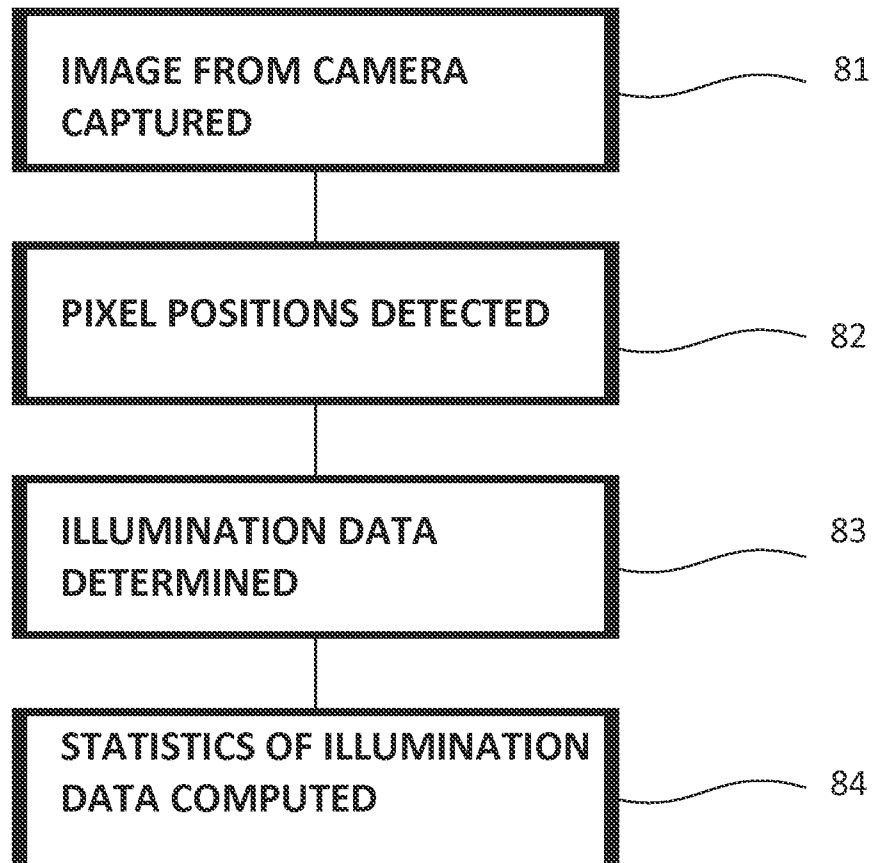 IMAGE FROM CAMERA
CAPTURED
81
PIXEL POSITIONS DETECTED
82
ILLUMINATION DATA
DETERMINED
83
STATISTICS OF ILLUMINATION
DATA COMPUTED
84